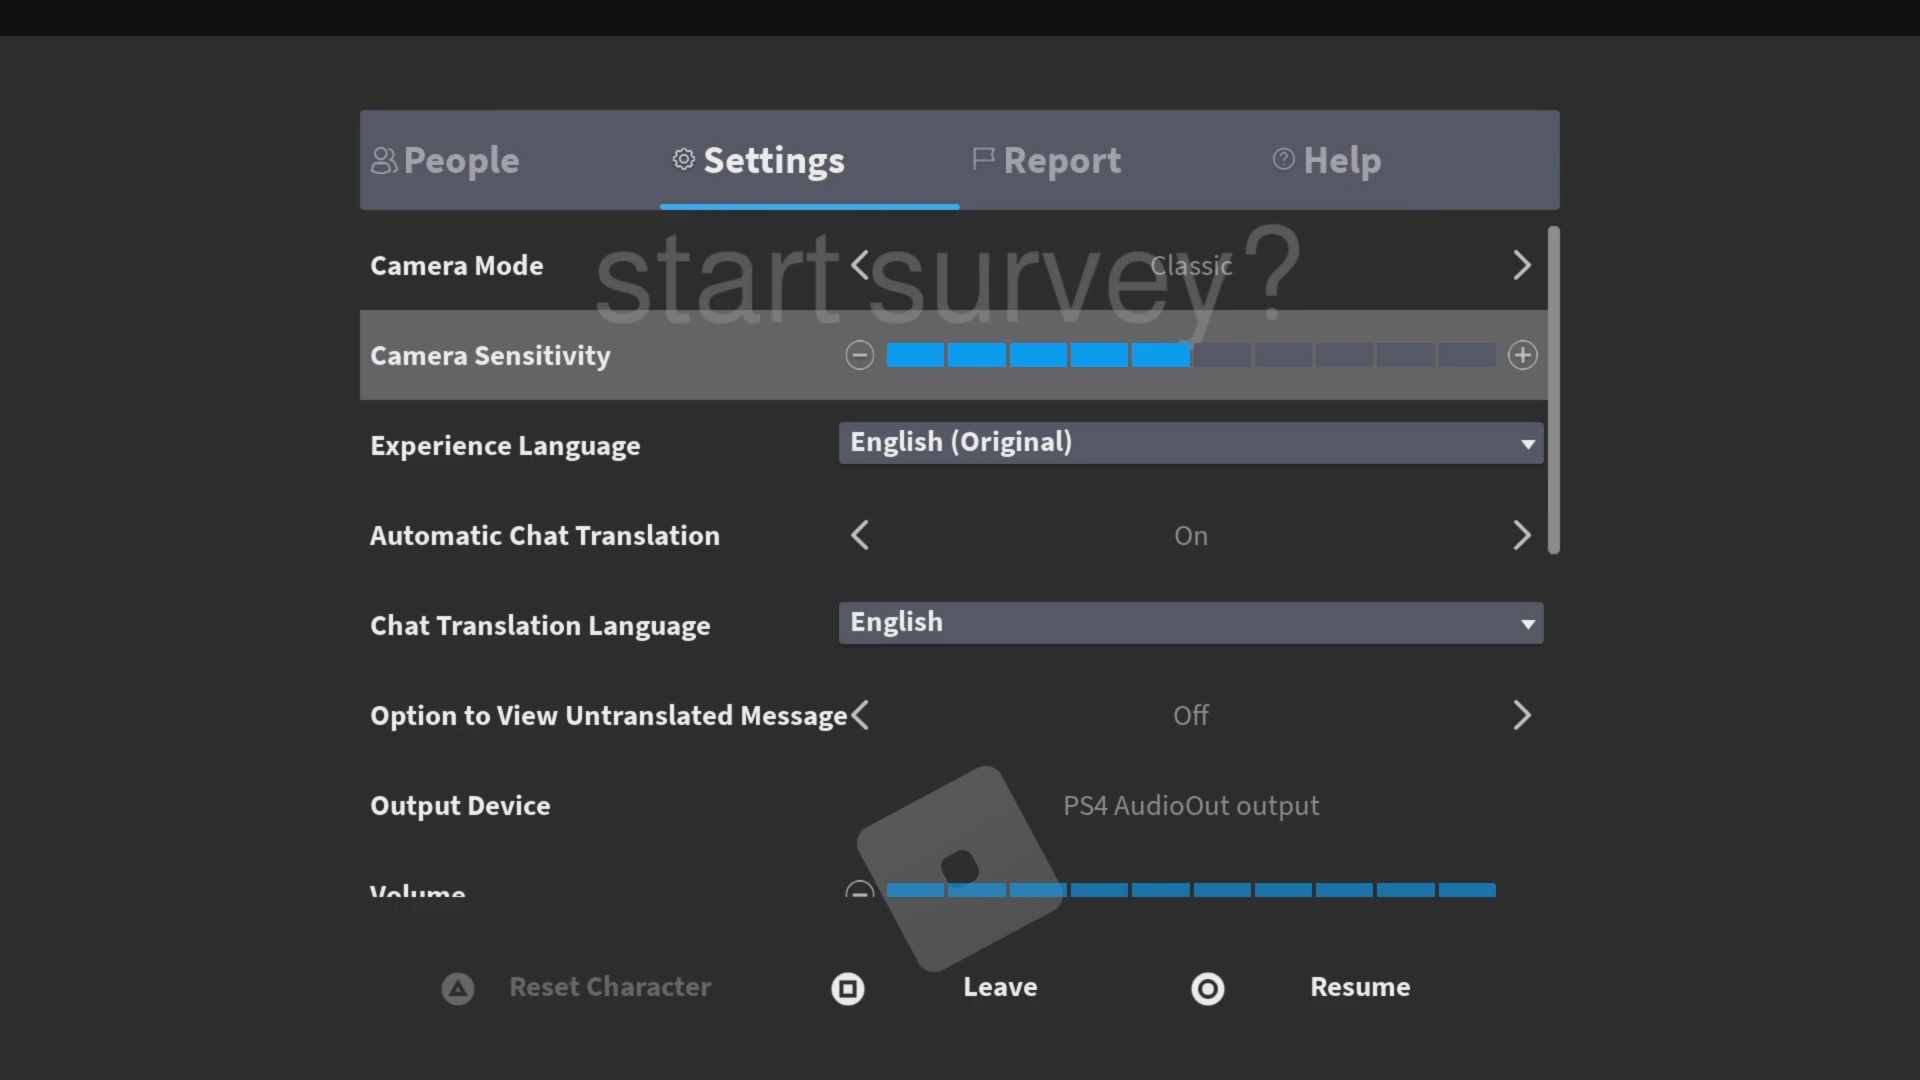 People Settings Report Help
start survey?
Camera Mode Classic
Camera Sensitivity
Experience Language English (Original)
Automatic Chat Translation On
Chat Translation Language English
Option to View Untranslated Message Off
Output Device PS4 AudioOut output
Volume
Reset Character Leave Resume